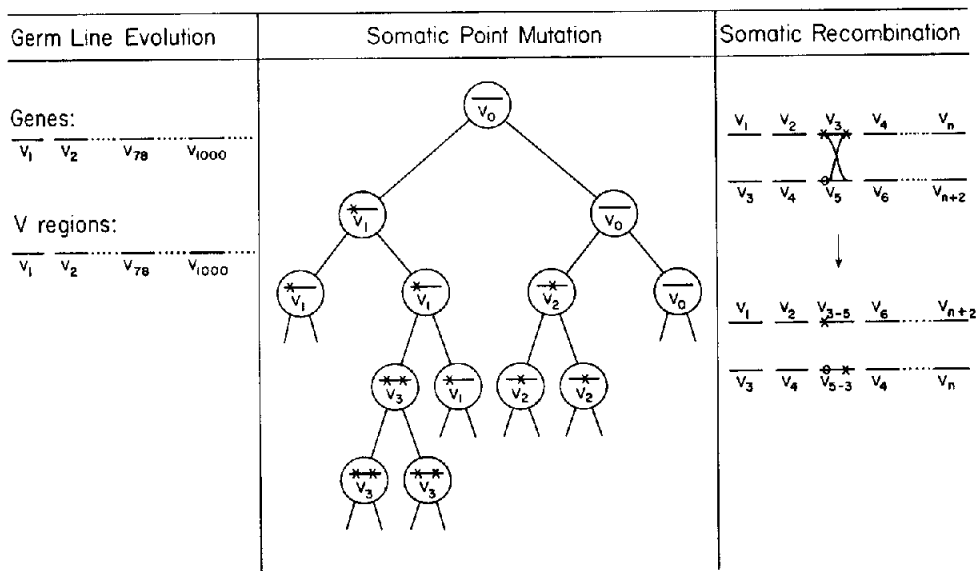 Germ Line Evolution
Somatic Point Mutation
Somatic Recombination
Genes:
V1 V2 V78 V1000
V regions:
V1 V2 V78 V1000
V0
V1 V0
V1 V1 V2 V0
V3 V1 V2 V2
V3 V3
V1 V2 V3 V4 Vn
V3 V4 V5 V6 Vn+2
V1 V2 V3-5 V6 Vn+2
V3 V4 V5-3 V4 Vn